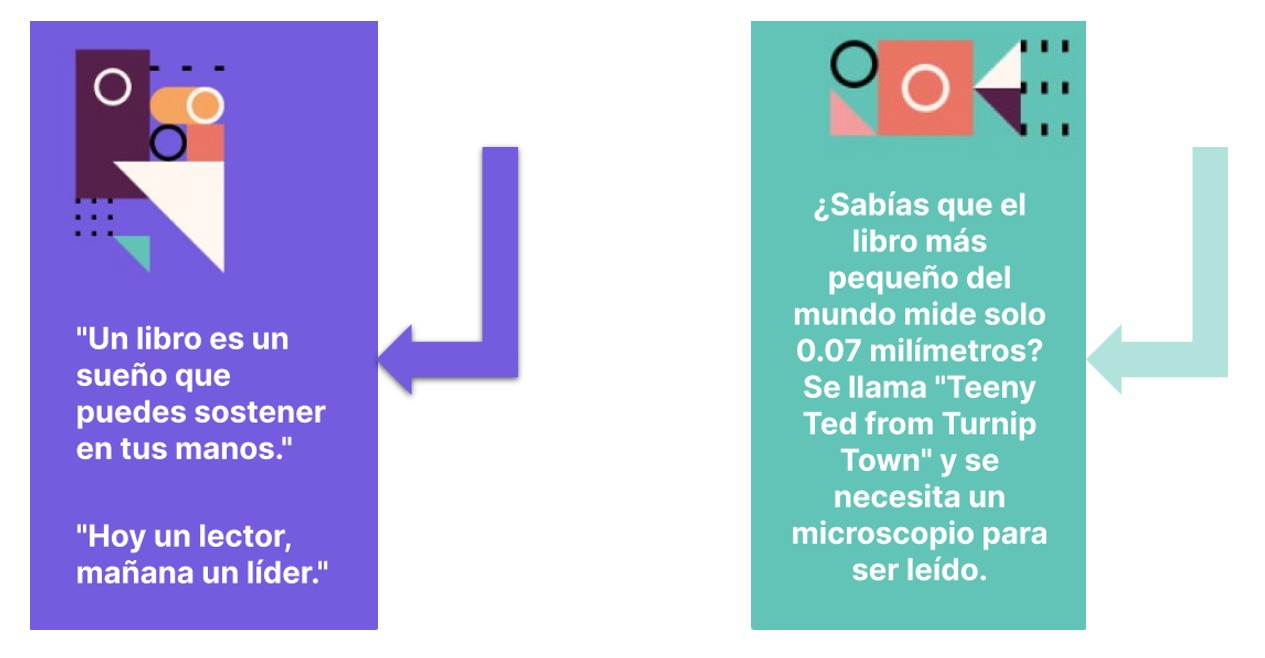 "Un libro es un
sueño que
puedes sostener
en tus manos."
"Hoy un lector,
mañana un líder."
¿Sabías que el
libro más
pequeño del
mundo mide solo
0.07 milímetros?
Se llama "Teeny
Ted from Turnip
Town" y se
necesita un
microscopio para
ser leído.